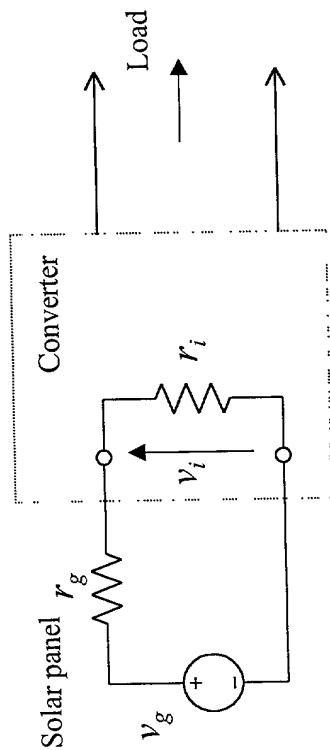 Solar panel
Converter
Load
r_g
v_g
+
−
v_i
r_i